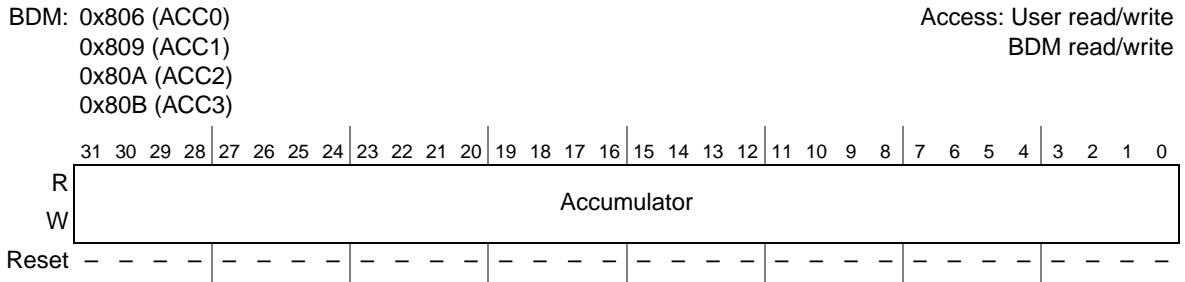 BDM: 0x806 (ACC0) Access: User read/write
0x809 (ACC1) BDM read/write
0x80A (ACC2)
0x80B (ACC3)
31 30 29 28 27 26 25 24 23 22 21 20 19 18 17 16 15 14 13 12 11 10 9 8 7 6 5 4 3 2 1 0
R
Accumulator
W
Reset – – – – – – – – – – – – – – – – – – – – – – – – – – – – – – – –